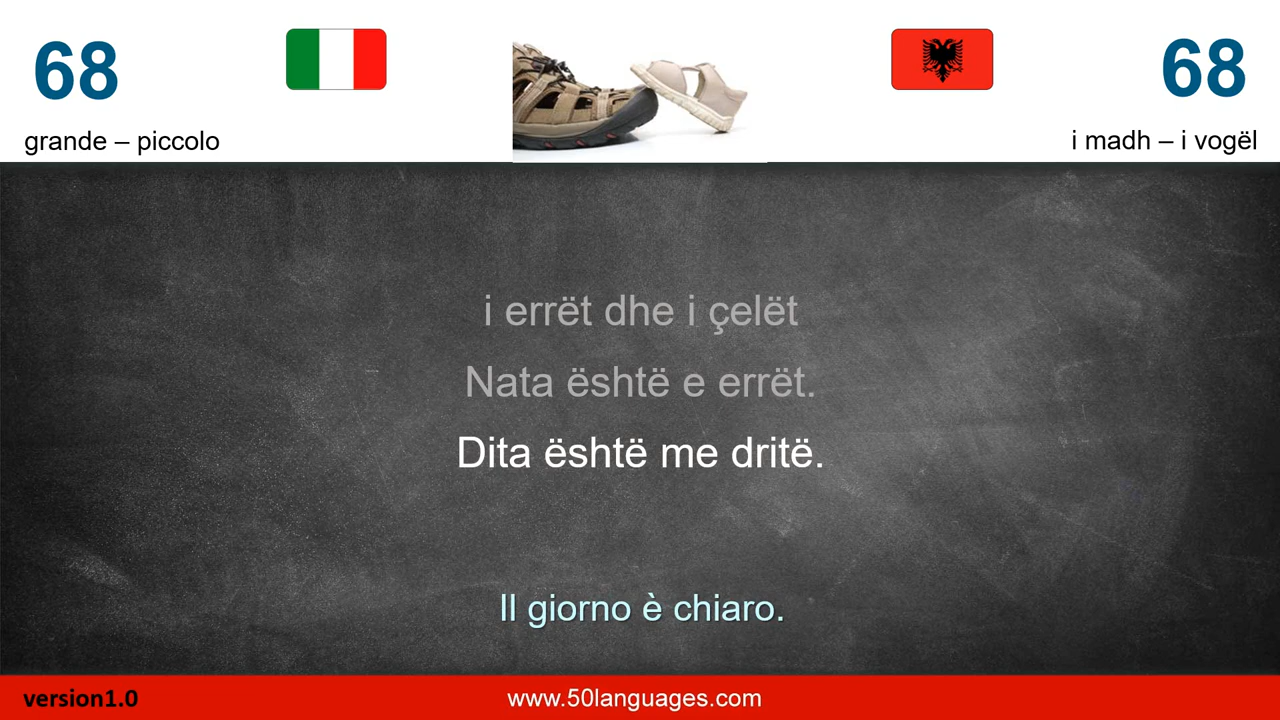 68
68
grande – piccolo
i madh – i vogël
i errët dhe i çelët
Nata është e errët.
Dita është me dritë.
Il giorno è chiaro.
version1.0
www.50languages.com